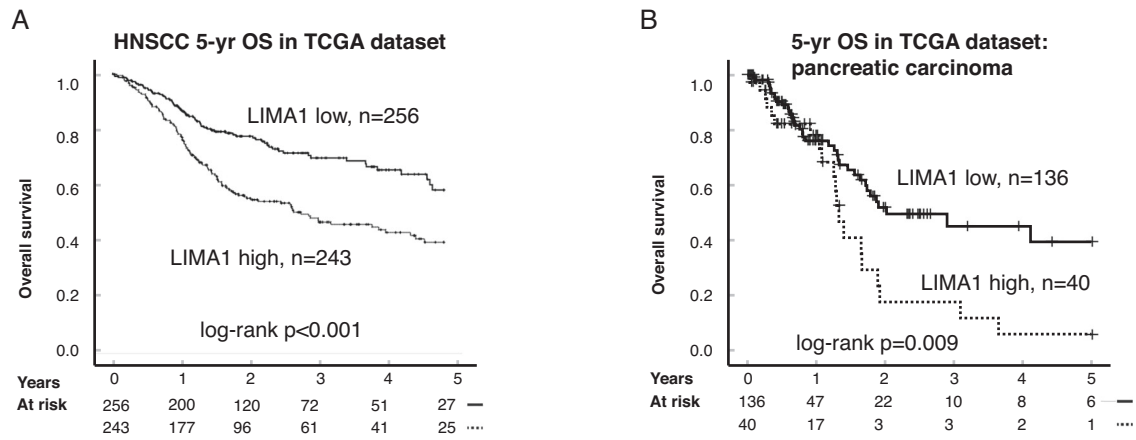 A
HNSCC 5-yr OS in TCGA dataset
Overall survival
1.0
0.8
0.6
0.4
0.2
0.0
LIMA1 low, n=256
LIMA1 high, n=243
log-rank p<0.001
Years 0 1 2 3 4 5
At risk 256 200 120 72 51 27
243 177 96 61 41 25
B
5-yr OS in TCGA dataset:
pancreatic carcinoma
Overall survival
1.0
0.8
0.6
0.4
0.2
0.0
LIMA1 low, n=136
LIMA1 high, n=40
log-rank p=0.009
Years 0 1 2 3 4 5
At risk 136 47 22 10 8 6
40 17 3 3 2 1